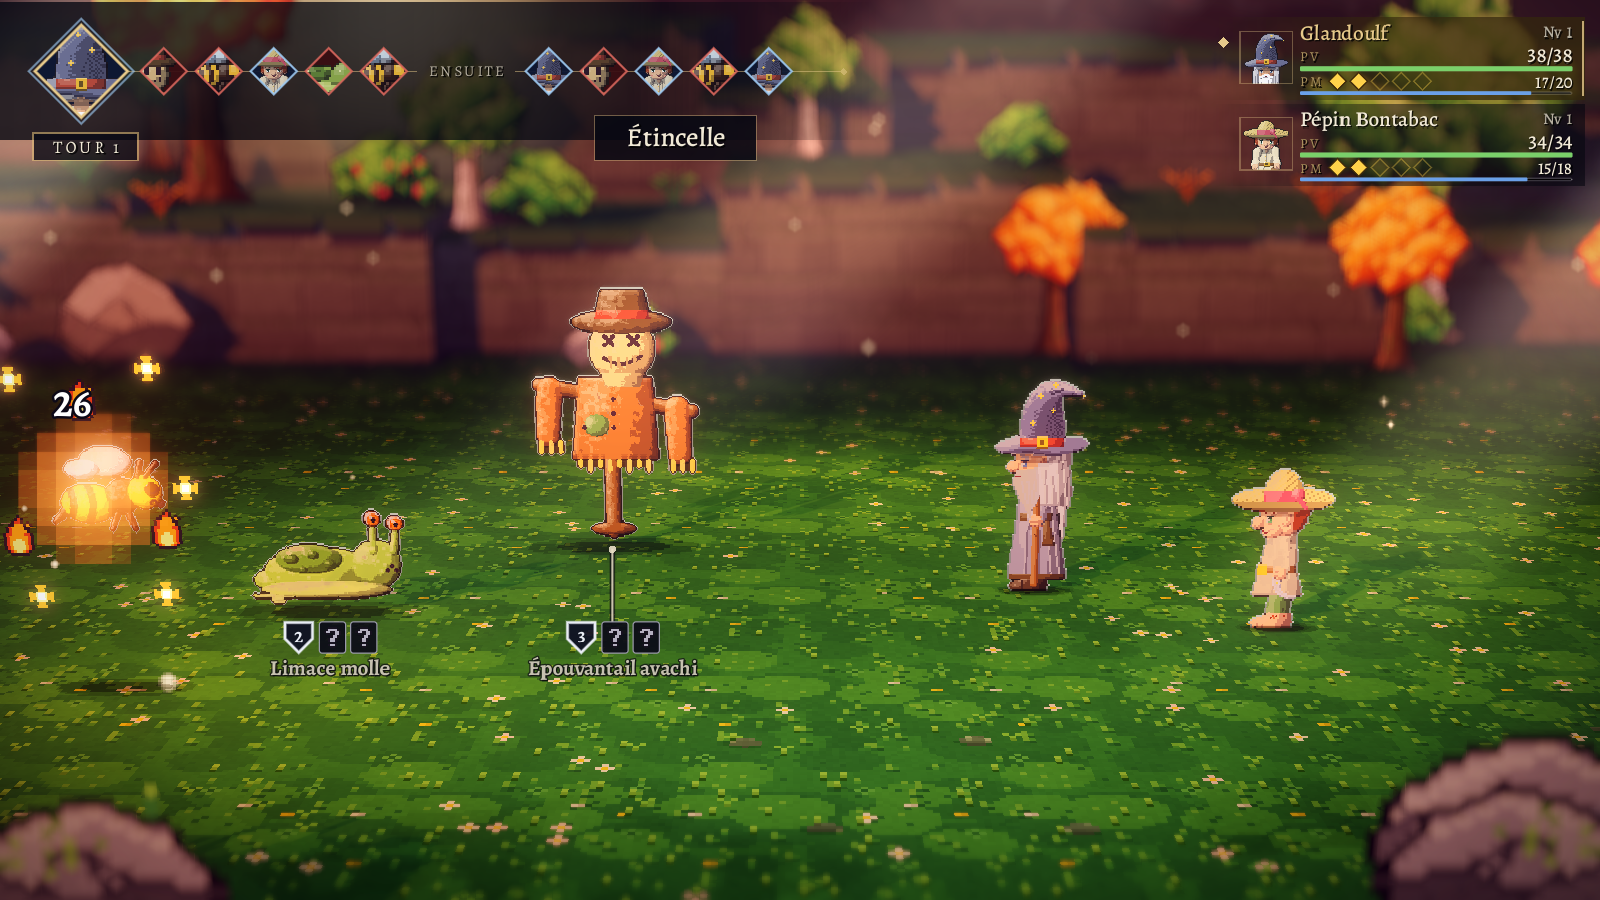 ENSUITE
TOUR 1
Étincelle
Glandoulf Nv 1
PV 38/38
PM 17/20
Pépin Bontabac Nv 1
PV 34/34
PM 15/18
26
2 ? ?
Limace molle
3 ? ?
Épouvantail avachi